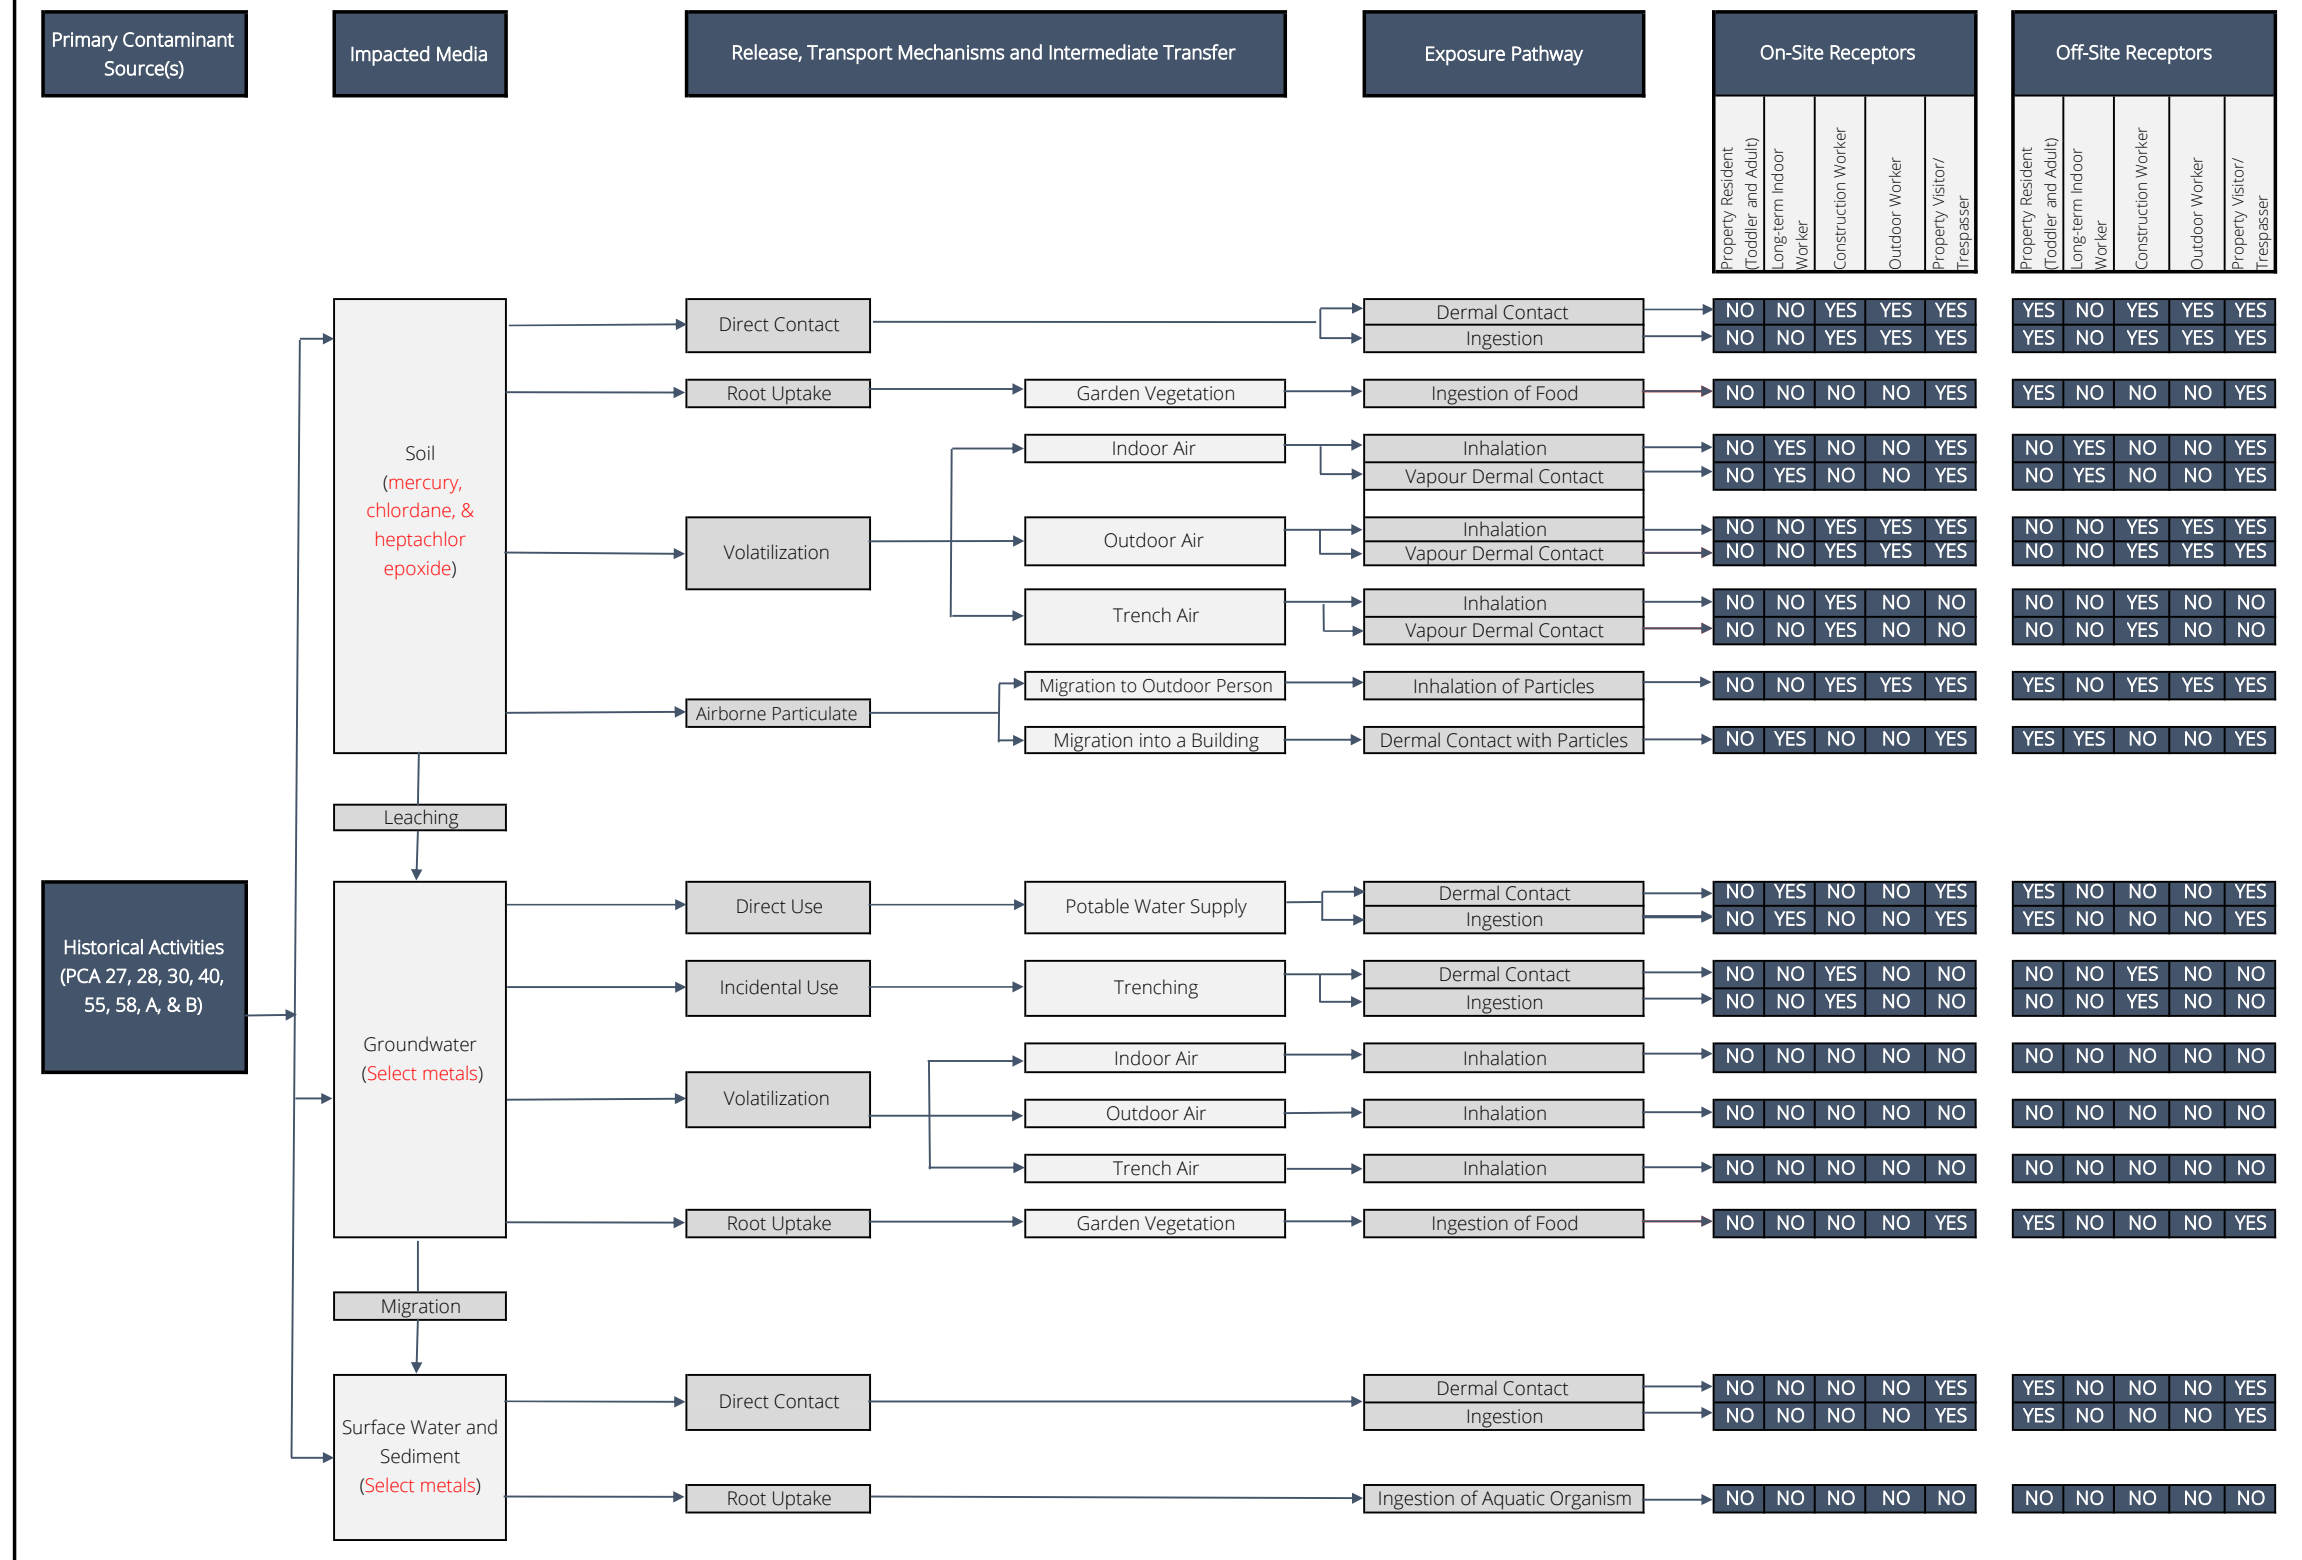 Primary Contaminant
Source(s)
Impacted Media
Release, Transport Mechanisms and Intermediate Transfer
Exposure Pathway
On-Site Receptors
Off-Site Receptors
Property Resident
(Toddler and Adult)
Long-term Indoor
Worker
Construction Worker
Outdoor Worker
Property Visitor/
Trespasser
Property Resident
(Toddler and Adult)
Long-term Indoor
Worker
Construction Worker
Outdoor Worker
Property Visitor/
Trespasser
Soil
(mercury,
chlordane, &
heptachlor
epoxide)
Direct Contact
Dermal Contact NO NO YES YES YES YES NO YES YES YES
Ingestion NO NO YES YES YES YES NO YES YES YES
Root Uptake Garden Vegetation Ingestion of Food NO NO NO NO YES YES NO NO NO YES
Volatilization
Indoor Air
Inhalation NO YES NO NO YES NO YES NO NO YES
Vapour Dermal Contact NO YES NO NO YES NO YES NO NO YES
Outdoor Air
Inhalation NO NO YES YES YES NO NO YES YES YES
Vapour Dermal Contact NO NO YES YES YES NO NO YES YES YES
Trench Air
Inhalation NO NO YES NO NO NO NO YES NO NO
Vapour Dermal Contact NO NO YES NO NO NO NO YES NO NO
Airborne Particulate
Migration to Outdoor Person Inhalation of Particles NO NO YES YES YES YES NO YES YES YES
Migration into a Building Dermal Contact with Particles NO YES NO NO YES YES YES NO NO YES
Leaching
Historical Activities
(PCA 27, 28, 30, 40,
55, 58, A, & B)
Groundwater
(Select metals)
Direct Use
Potable Water Supply
Dermal Contact NO YES NO NO YES YES NO NO NO YES
Ingestion NO YES NO NO YES YES NO NO NO YES
Incidental Use
Trenching
Dermal Contact NO NO YES NO NO NO NO YES NO NO
Ingestion NO NO YES NO NO NO NO YES NO NO
Volatilization
Indoor Air Inhalation NO NO NO NO NO NO NO NO NO NO
Outdoor Air Inhalation NO NO NO NO NO NO NO NO NO NO
Trench Air Inhalation NO NO NO NO NO NO NO NO NO NO
Root Uptake Garden Vegetation Ingestion of Food NO NO NO NO YES YES NO NO NO YES
Migration
Surface Water and
Sediment
(Select metals)
Direct Contact
Dermal Contact NO NO NO NO YES YES NO NO NO YES
Ingestion NO NO NO NO YES YES NO NO NO YES
Root Uptake Ingestion of Aquatic Organism NO NO NO NO NO NO NO NO NO NO